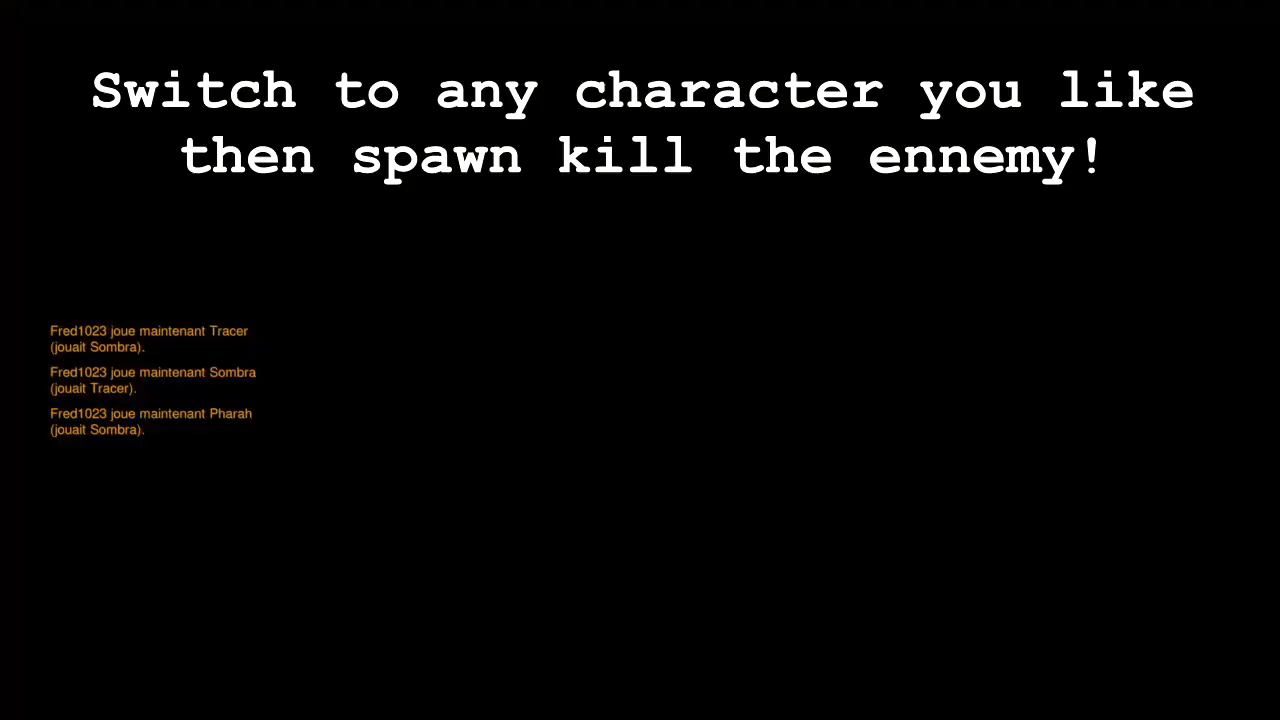 Switch to any character you like
then spawn kill the ennemy!
Fred1023 joue maintenant Tracer
(jouait Sombra).
Fred1023 joue maintenant Sombra
(jouait Tracer).
Fred1023 joue maintenant Pharah
(jouait Sombra).